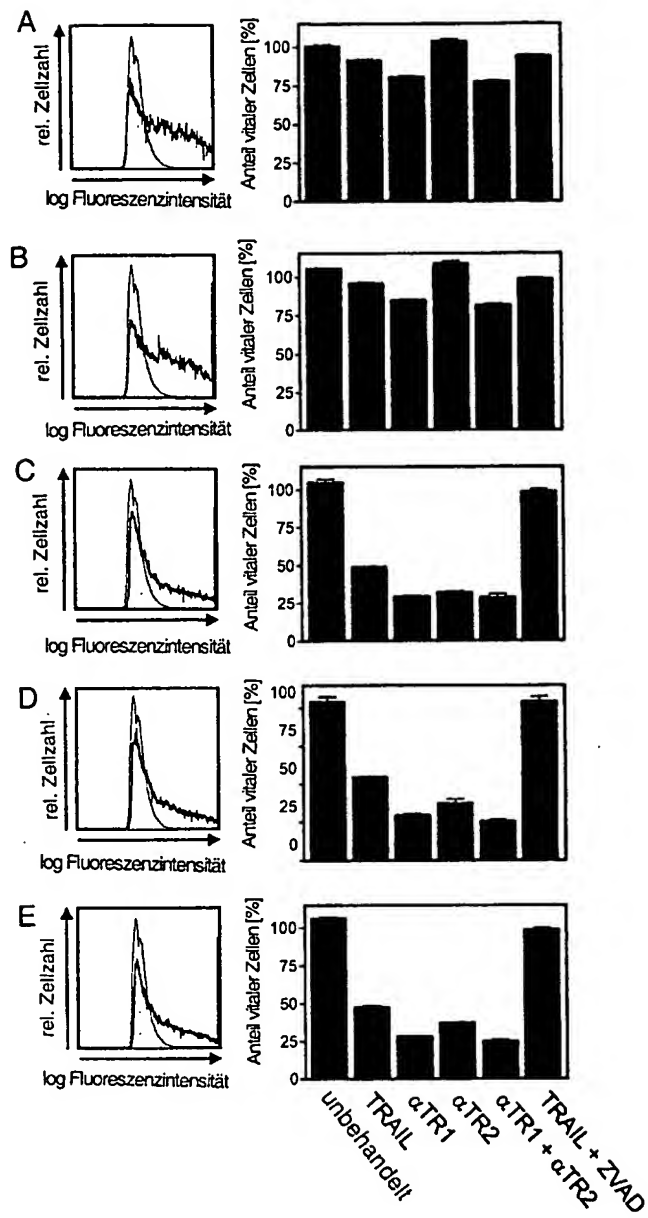 A
rel. Zellzahl
log Fluoreszenzintensität
Anteil vitaler Zellen [%]
100
75
50
25
0
B
rel. Zellzahl
log Fluoreszenzintensität
Anteil vitaler Zellen [%]
100
75
50
25
0
C
rel. Zellzahl
log Fluoreszenzintensität
Anteil vitaler Zellen [%]
100
75
50
25
0
D
rel. Zellzahl
log Fluoreszenzintensität
Anteil vitaler Zellen [%]
100
50
25
0
E
rel. Zellzahl
log Fluoreszenzintensität
Anteil vitaler Zellen [%]
100
75
50
25
0
unbehandelt
TRAIL
αTR1
αTR2
αTR1 + αTR2
TRAIL + ZVAD